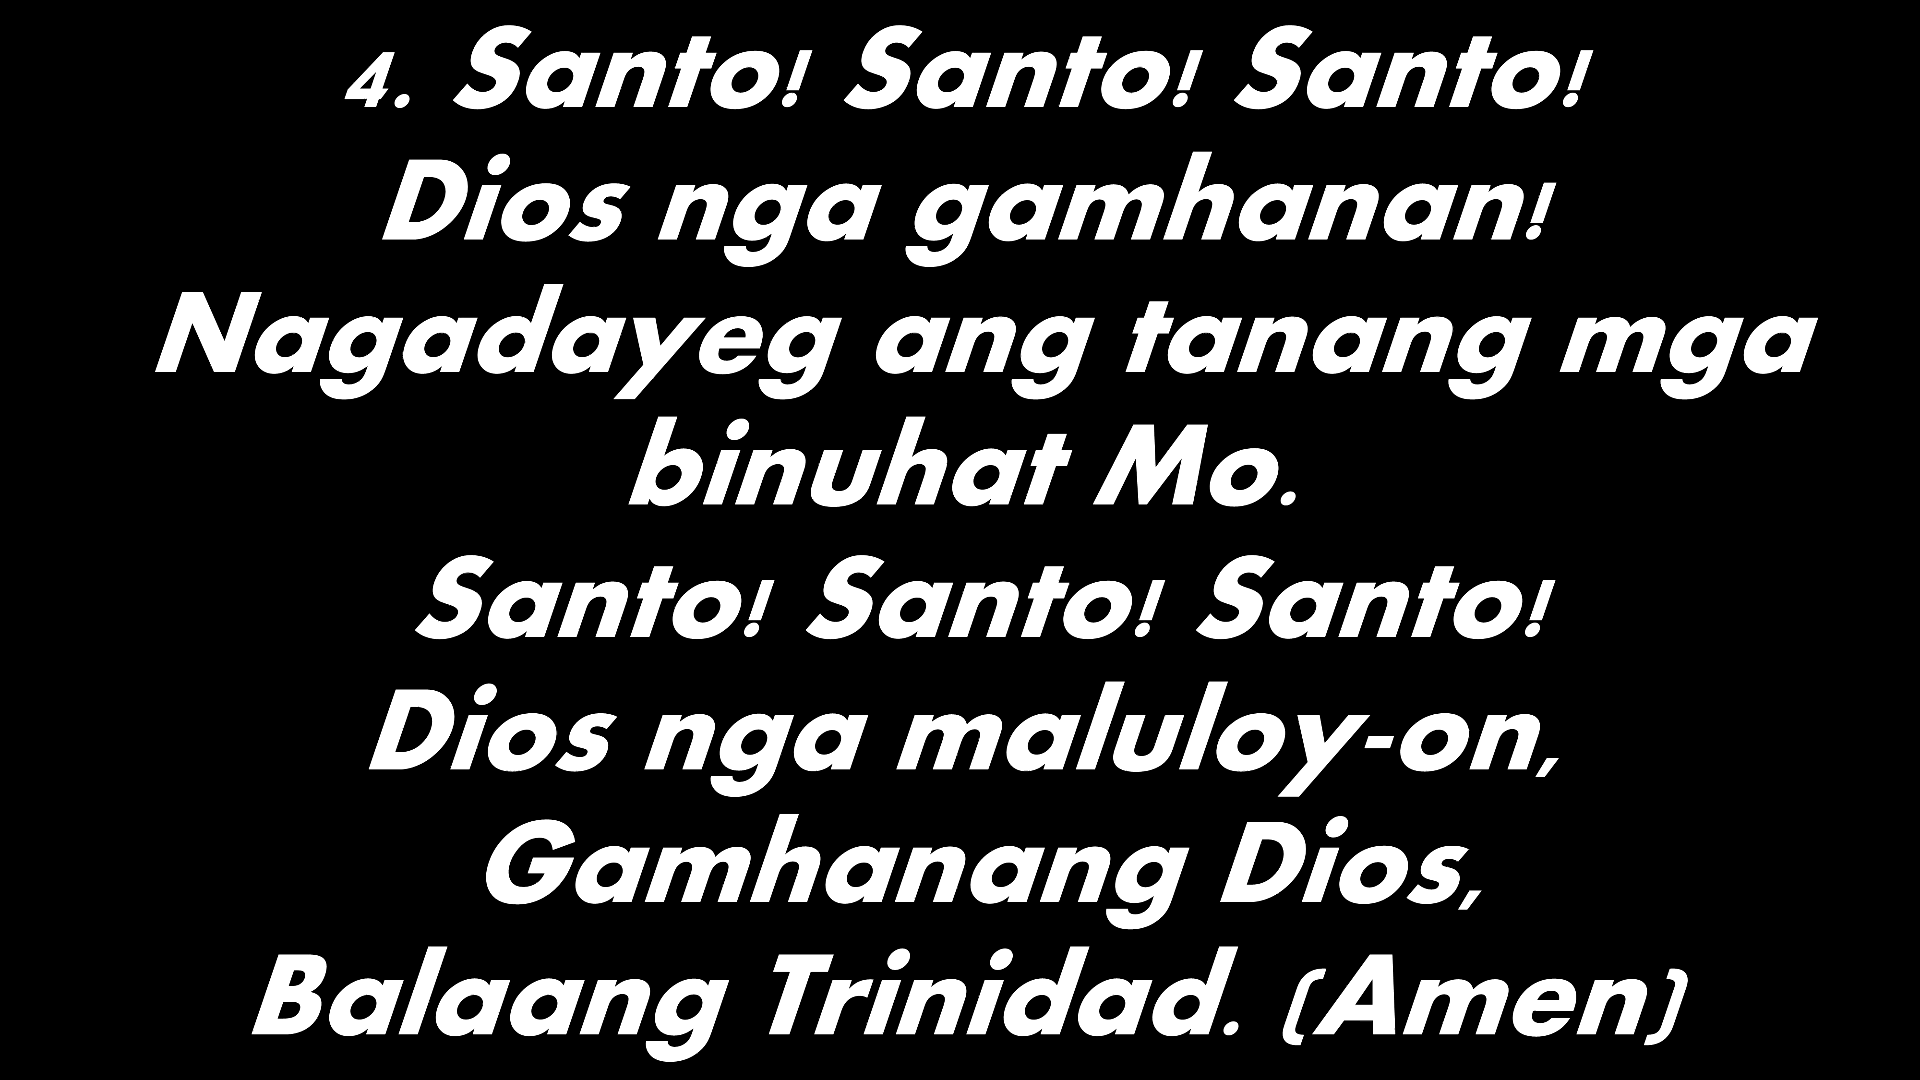 4. Santo! Santo! Santo!
Dios nga gamhanan!
Nagadayeg ang tanang mga
binuhat Mo.
Santo! Santo! Santo!
Dios nga maluloy-on,
Gamhanang Dios,
Balaang Trinidad. (Amen)